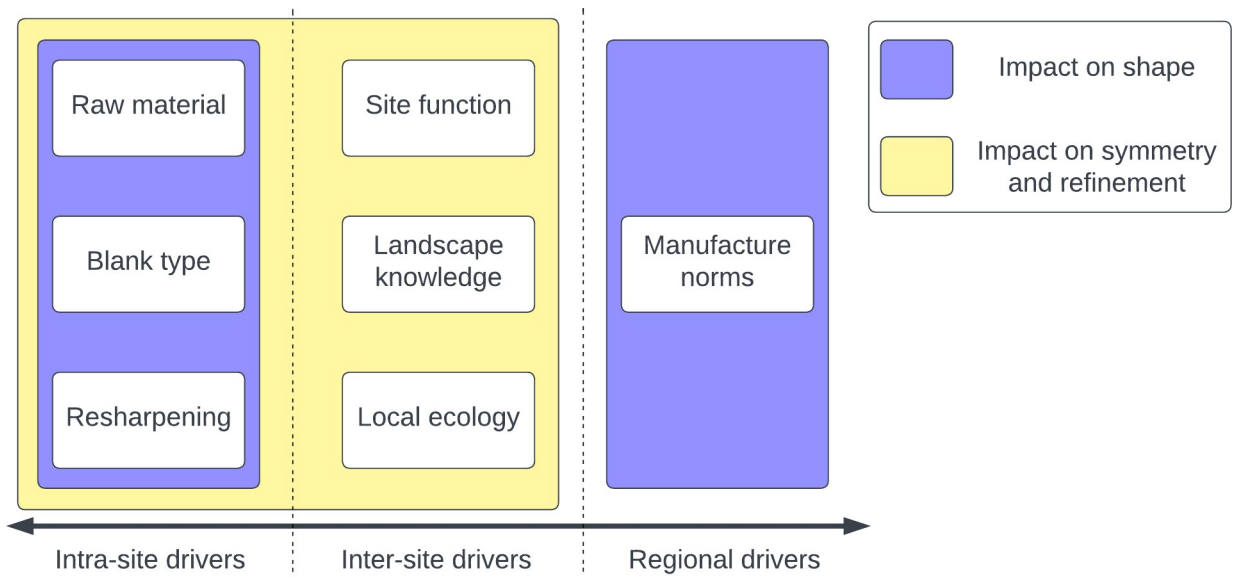 Raw material
Site function
Impact on shape
Impact on symmetry
and refinement
Blank type
Landscape
knowledge
Manufacture
norms
Resharpening
Local ecology
Intra-site drivers
Inter-site drivers
Regional drivers